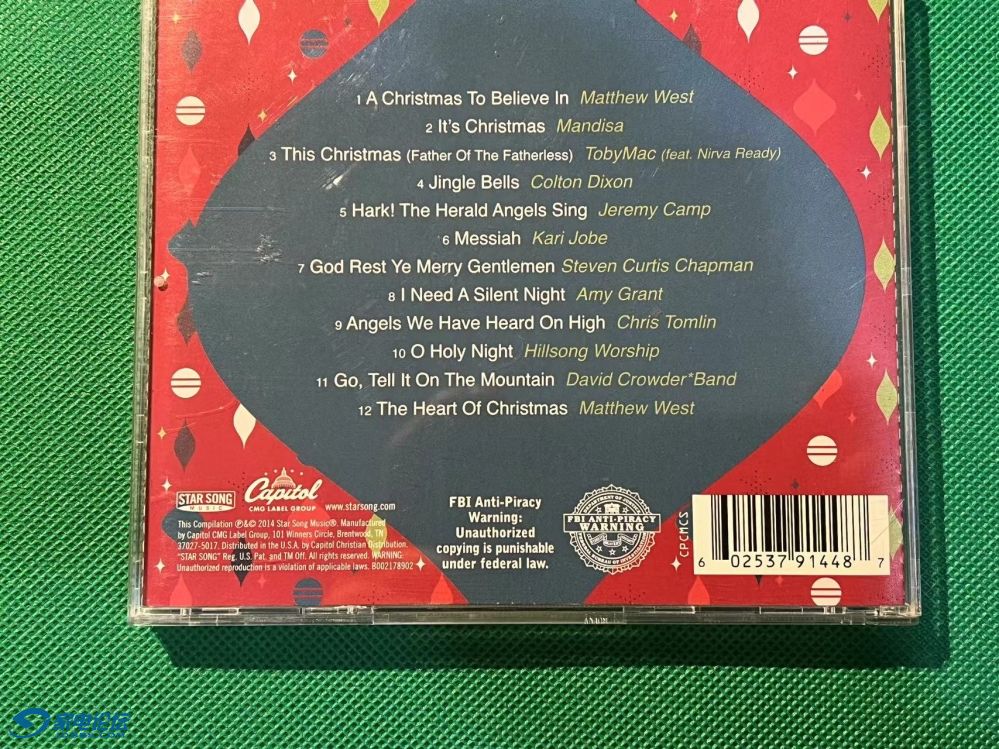 1 A Christmas To Believe In Matthew West
2 It's Christmas Mandisa
3 This Christmas (Father Of The Fatherless) TobyMac (feat. Nirva Ready)
4 Jingle Bells Colton Dixon
5 Hark! The Herald Angels Sing Jeremy Camp
6 Messiah Kari Jobe
7 God Rest Ye Merry Gentlemen Steven Curtis Chapman
8 I Need A Silent Night Amy Grant
9 Angels We Have Heard On High Chris Tomlin
10 O Holy Night Hillsong Worship
11 Go, Tell It On The Mountain David Crowder*Band
12 The Heart Of Christmas Matthew West
STAR SONG
MUSIC
Capitol
CMG LABEL GROUP
www.starsong.com
This Compilation ℗&© 2014 Star Song Music®. Manufactured
by Capitol CMG Label Group, 101 Winners Circle, Brentwood, TN
37027-5017. Distributed in the U.S.A. by Capitol Christian Distribution.
"STAR SONG" Reg. U.S. Pat. and TM Off. All rights reserved. WARNING:
Unauthorized reproduction is a violation of applicable laws. B002178902
FBI Anti-Piracy
Warning:
Unauthorized
copying is punishable
under federal law.
FBI ANTI-PIRACY
WARNING
CPCMCS
6 02537 91448 7